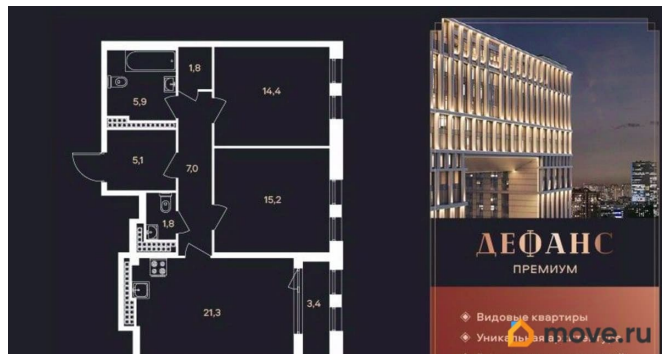 1,8
14,4
5,9
5,1
7,0
15,2
1,8
21,3
3,4
ДЕФАНС
ПРЕМИУМ
Видовые квартиры
move.ru